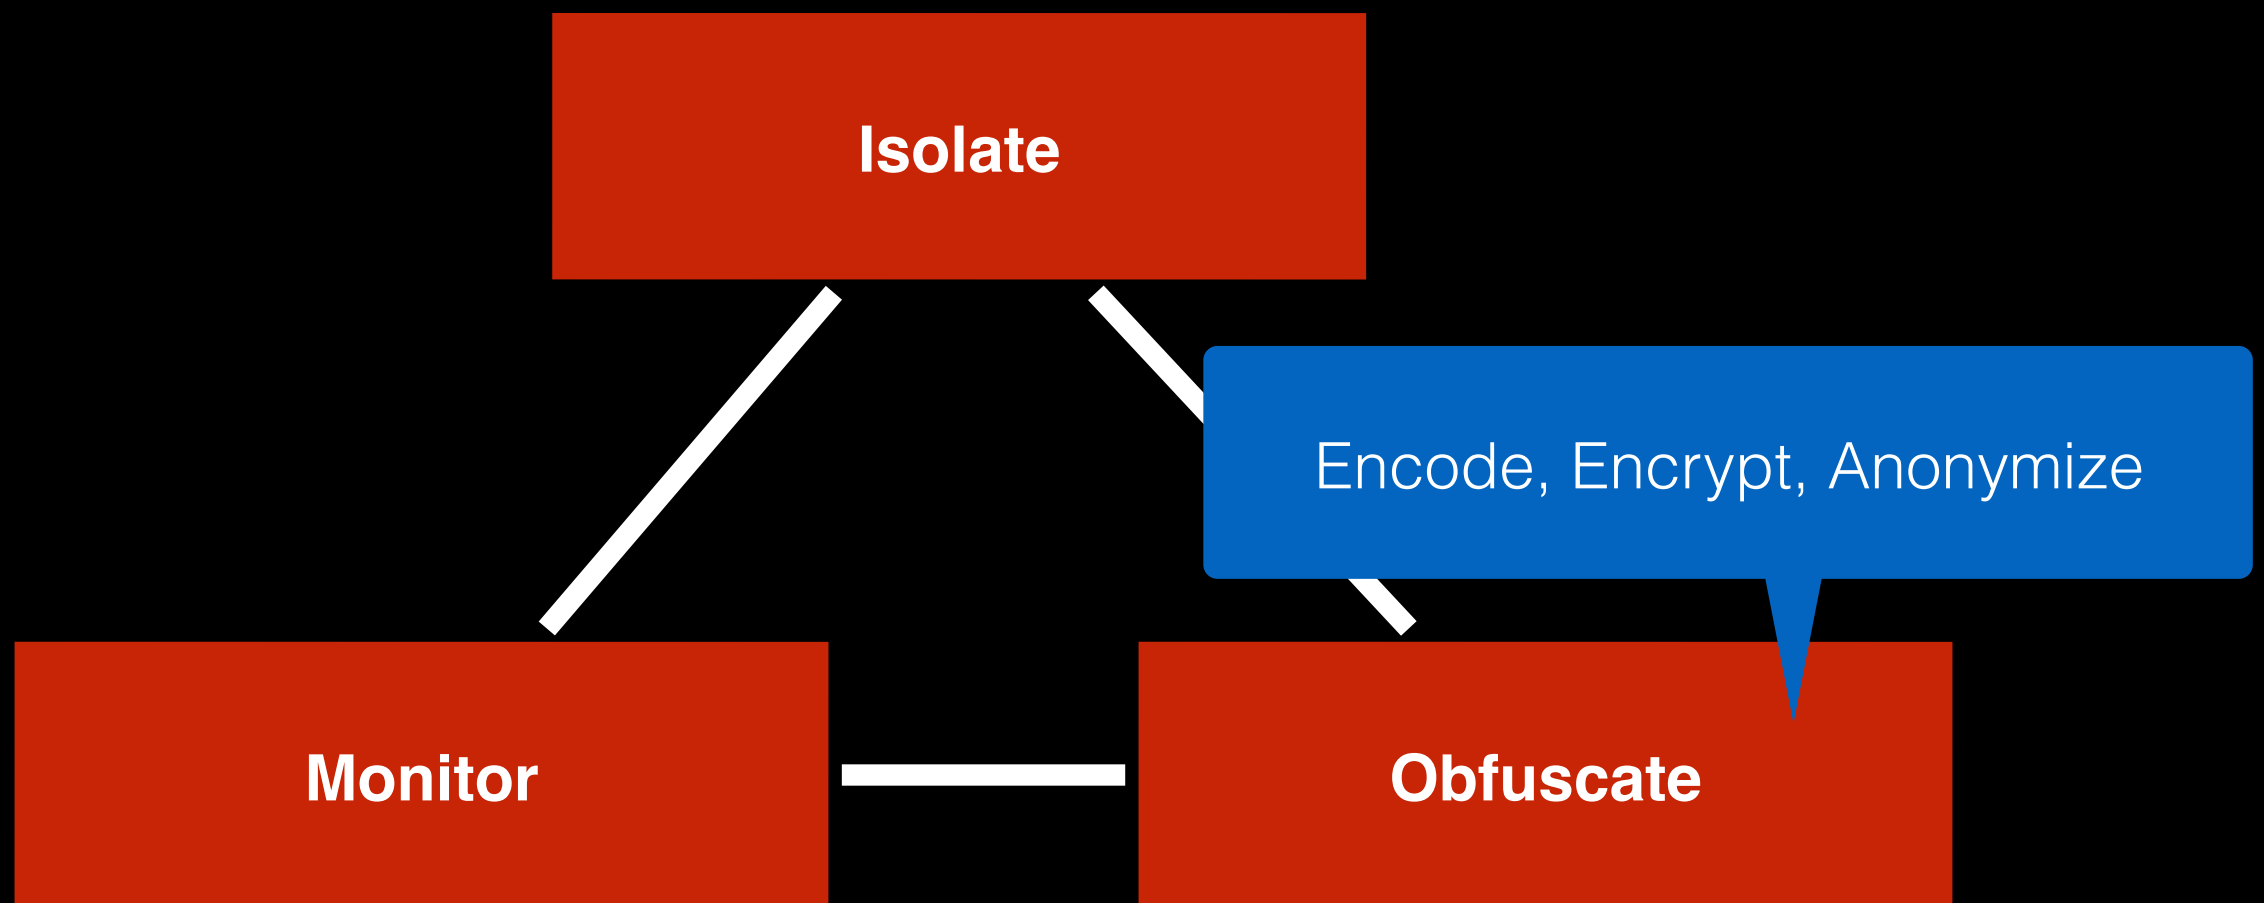 Isolate
Encode, Encrypt, Anonymize
Monitor
Obfuscate